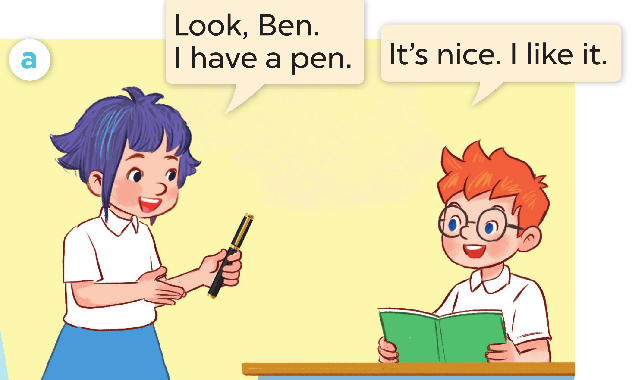 a
Look, Ben.
I have a pen.
It's nice. I like it.